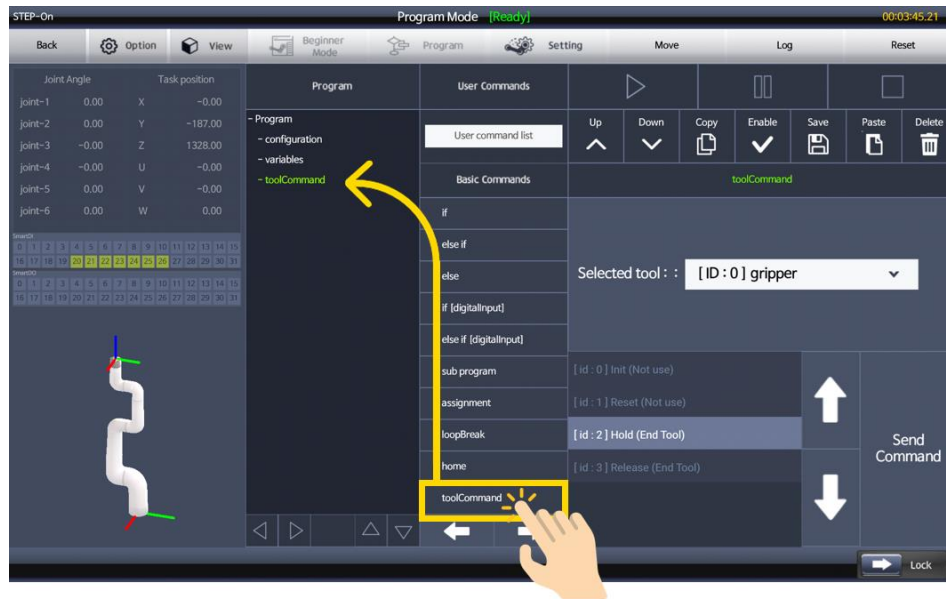 STEP-On
Program Mode [Ready]
00:03:45.21
Back
Option
View
Beginner
Mode
Program
Setting
Move
Log
Reset
Joint Angle
Task position
joint-1 0.00 X -0.00
joint-2 0.00 Y -187.00
joint-3 -0.00 Z 1328.00
joint-4 -0.00 U -0.00
joint-5 0.00 V -0.00
joint-6 0.00 W 0.00
SmartDI
0 1 2 3 4 5 6 7 8 9 10 11 12 13 14 15
16 17 18 19 20 21 22 23 24 25 26 27 28 29 30 31
SmartDO
0 1 2 3 4 5 6 7 8 9 10 11 12 13 14 15
16 17 18 19 20 21 22 23 24 25 26 27 28 29 30 31
Program
- Program
- configuration
- variables
- toolCommand
User Commands
User command list
Basic Commands
if
else if
else
if [digitalInput]
else if [digitalInput]
sub program
assignment
loopBreak
home
toolCommand
Up
Down
Copy
Enable
Save
Paste
Delete
toolCommand
Selected tool : : [ ID : 0 ] gripper
[ id : 0 ] Init (Not use)
[ id : 1 ] Reset (Not use)
[ id : 2 ] Hold (End Tool)
[ id : 3 ] Release (End Tool)
Send
Command
Lock